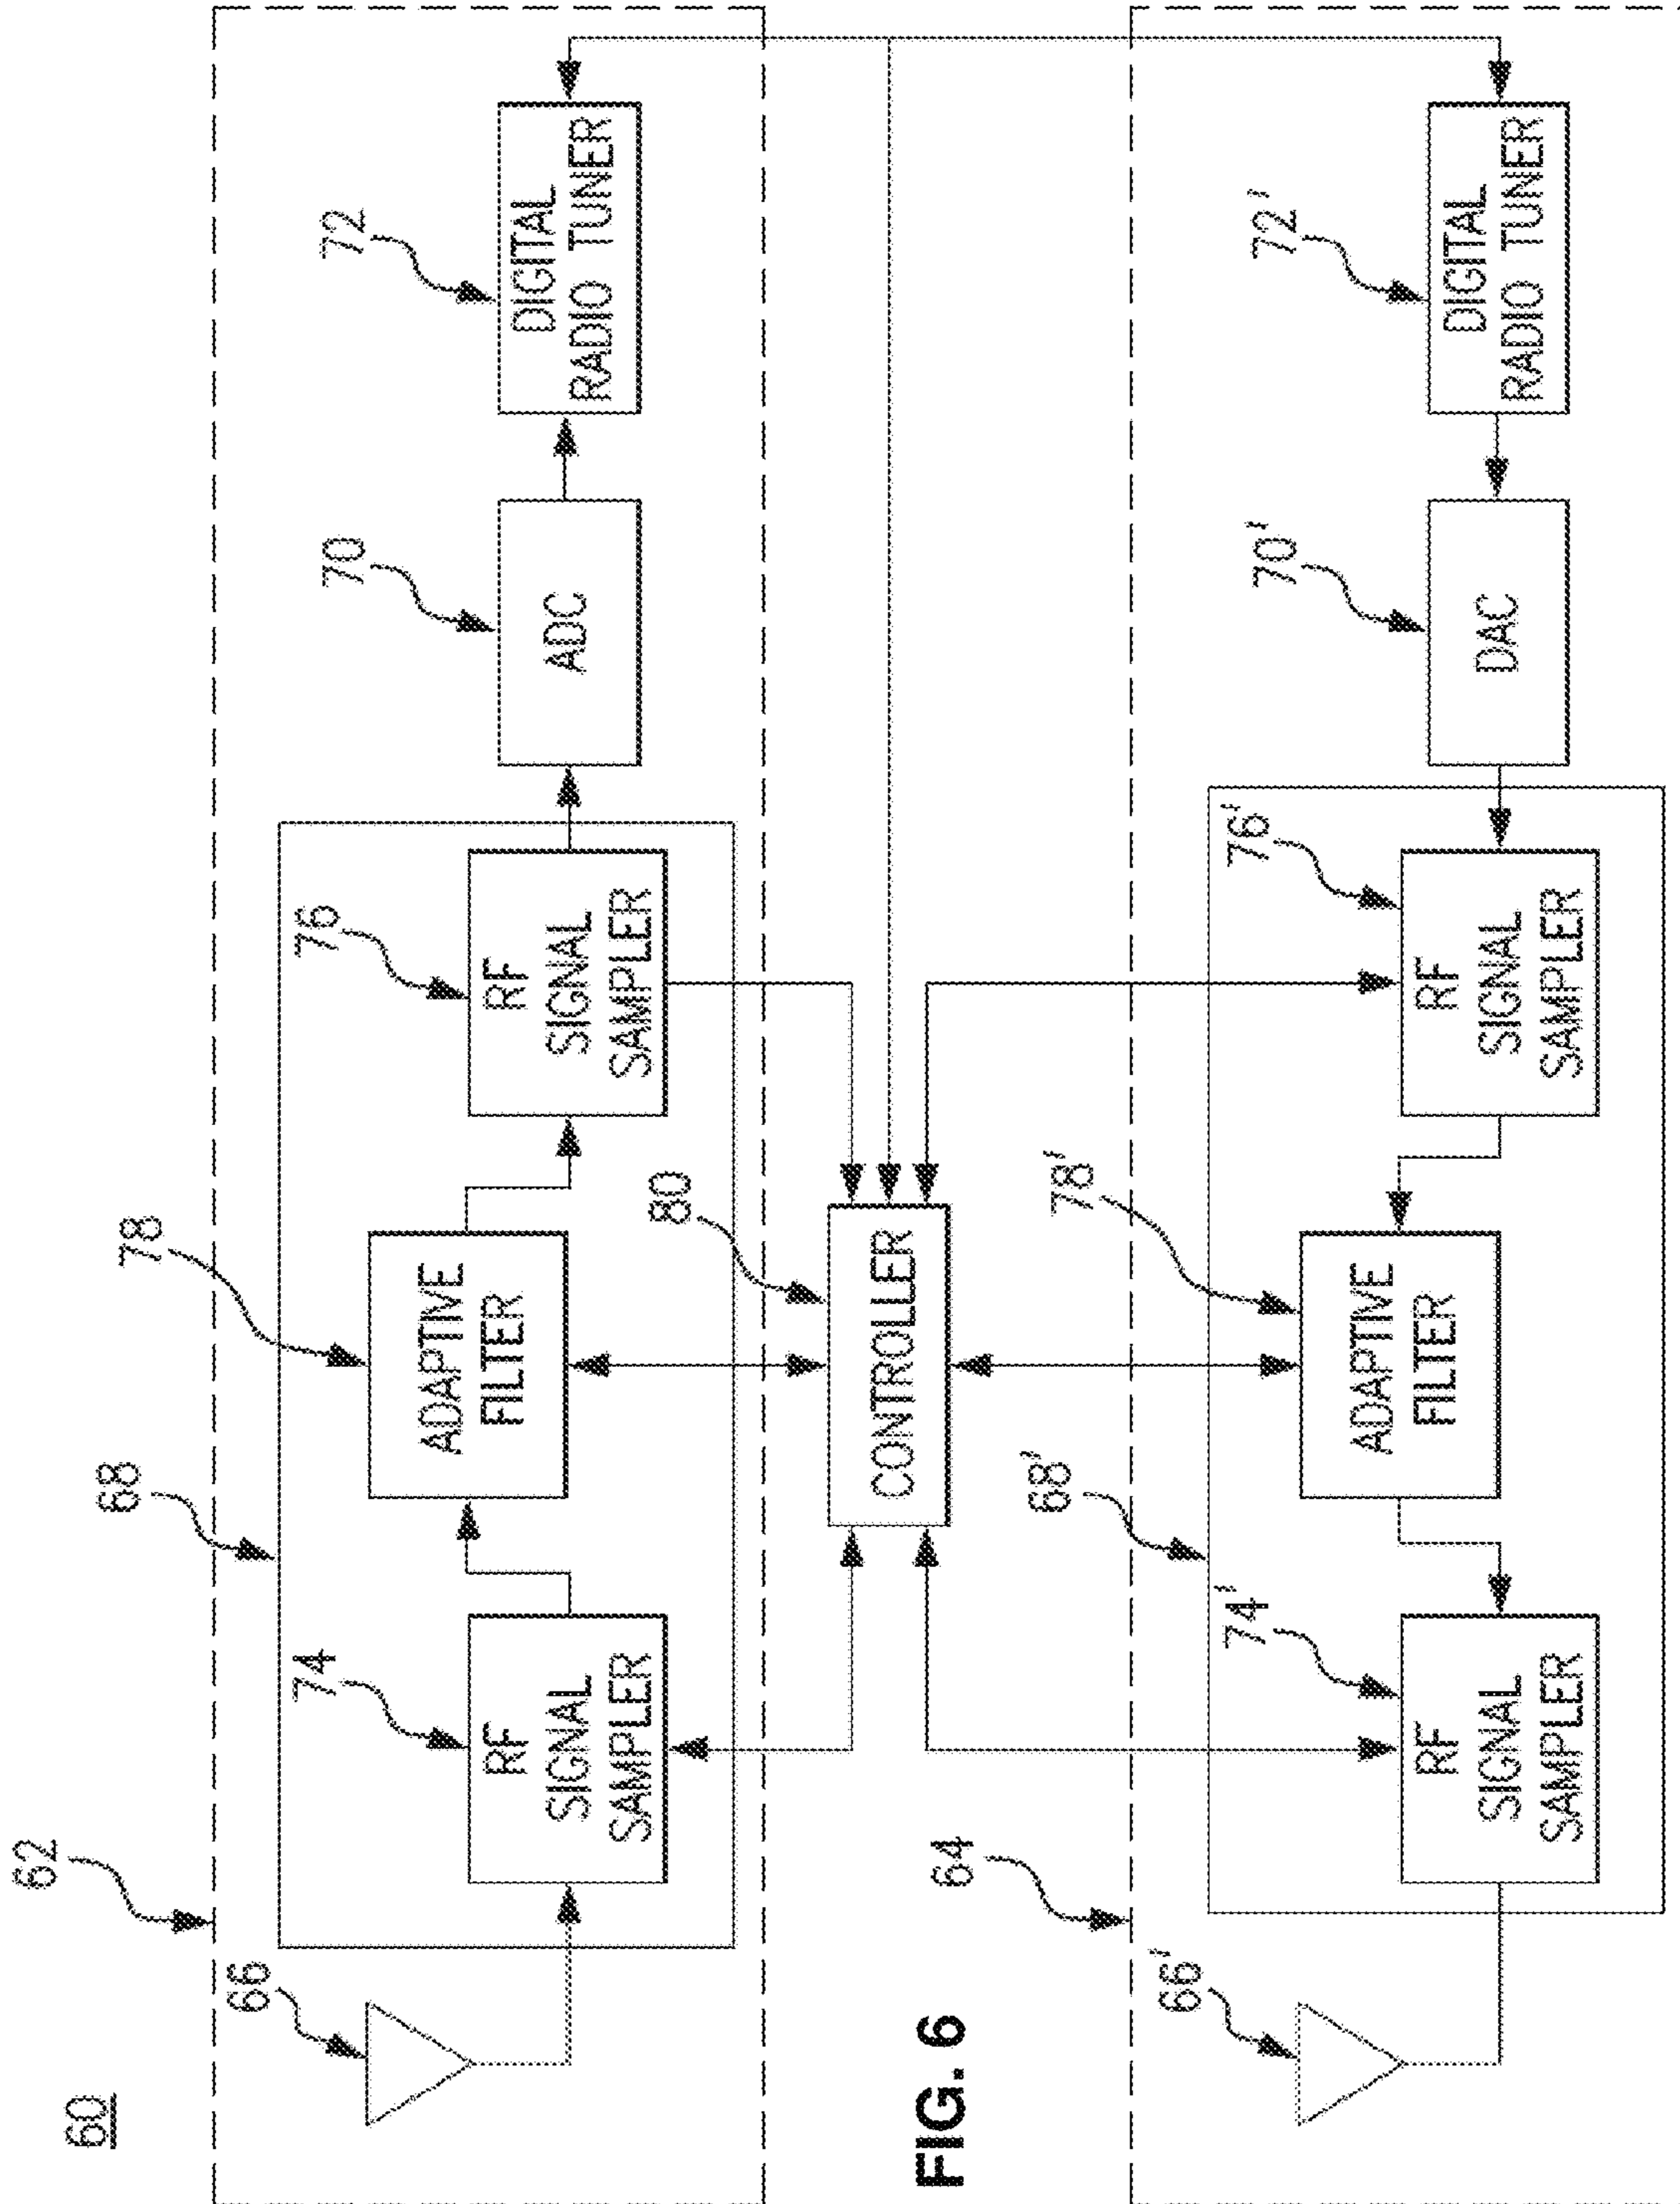 60
62
66
68
74
RF
SIGNAL
SAMPLER
78
ADAPTIVE
FILTER
76
RF
SIGNAL
SAMPLER
70
ADC
72
DIGITAL
RADIO TUNER
80
CONTROLLER
FIG. 6
64
66'
68'
74'
RF
SIGNAL
SAMPLER
78'
ADAPTIVE
FILTER
76'
RF
SIGNAL
SAMPLER
70'
DAC
72'
DIGITAL
RADIO TUNER